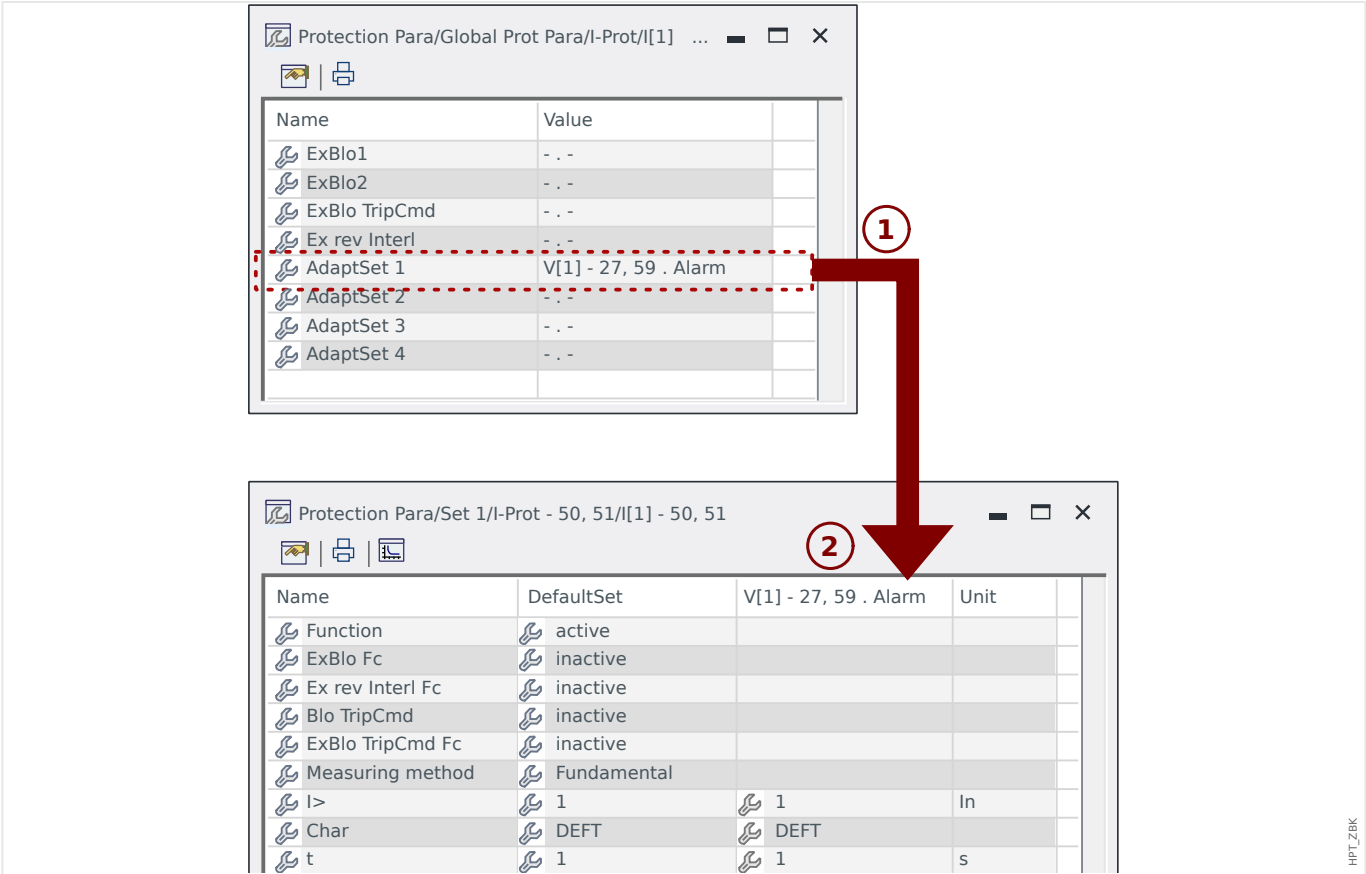 Protection Para/Global Prot Para/I-Prot/I[1] ...
Name Value
ExBlo1 - . -
ExBlo2 - . -
ExBlo TripCmd - . -
Ex rev Interl - . -
AdaptSet 1 V[1] - 27, 59 . Alarm
AdaptSet 2 - . -
AdaptSet 3 - . -
AdaptSet 4 - . -
1
Protection Para/Set 1/I-Prot - 50, 51/I[1] - 50, 51
2
Name DefaultSet V[1] - 27, 59 . Alarm Unit
Function active
ExBlo Fc inactive
Ex rev Interl Fc inactive
Blo TripCmd inactive
ExBlo TripCmd Fc inactive
Measuring method Fundamental
I> 1 1 In
Char DEFT DEFT
t 1 1 s
HPT_ZBK